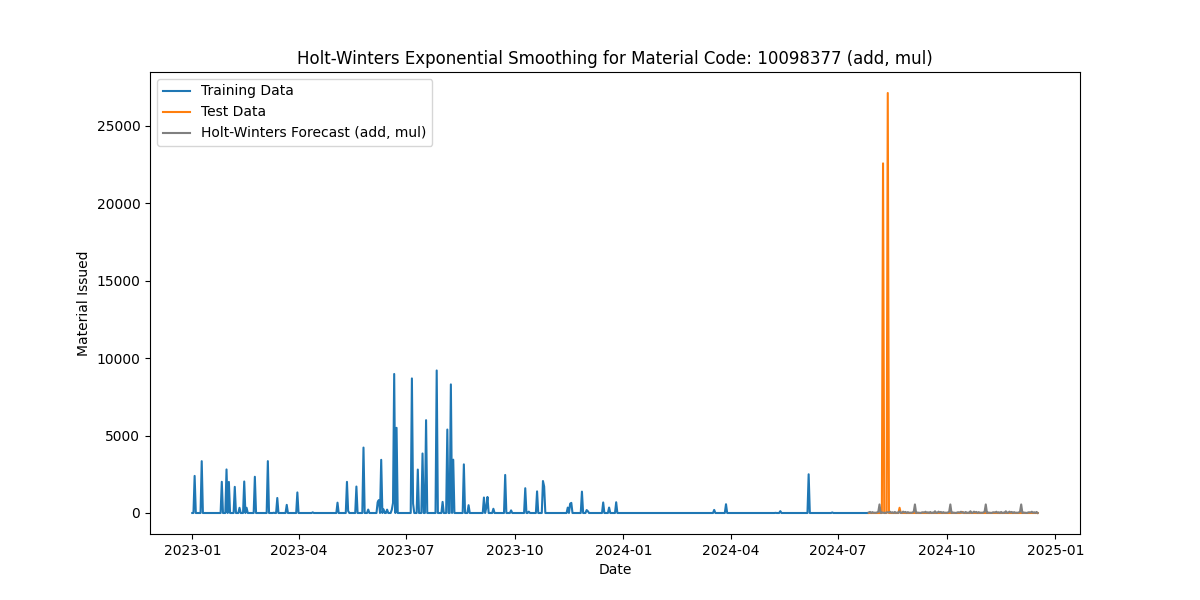 Holt-Winters Exponential Smoothing for Material Code: 10098377 (add, mul)
Training Data
Test Data
Holt-Winters Forecast (add, mul)
25000
20000
15000
10000
5000
0
Material Issued
2023-01 2023-04 2023-07 2023-10 2024-01 2024-04 2024-07 2024-10 2025-01
Date